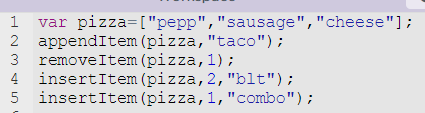 1 var pizza=["pepp","sausage","cheese"];
2 appendItem(pizza,"taco");
3 removeItem(pizza,1);
4 insertItem(pizza,2,"blt");
5 insertItem(pizza,1,"combo");